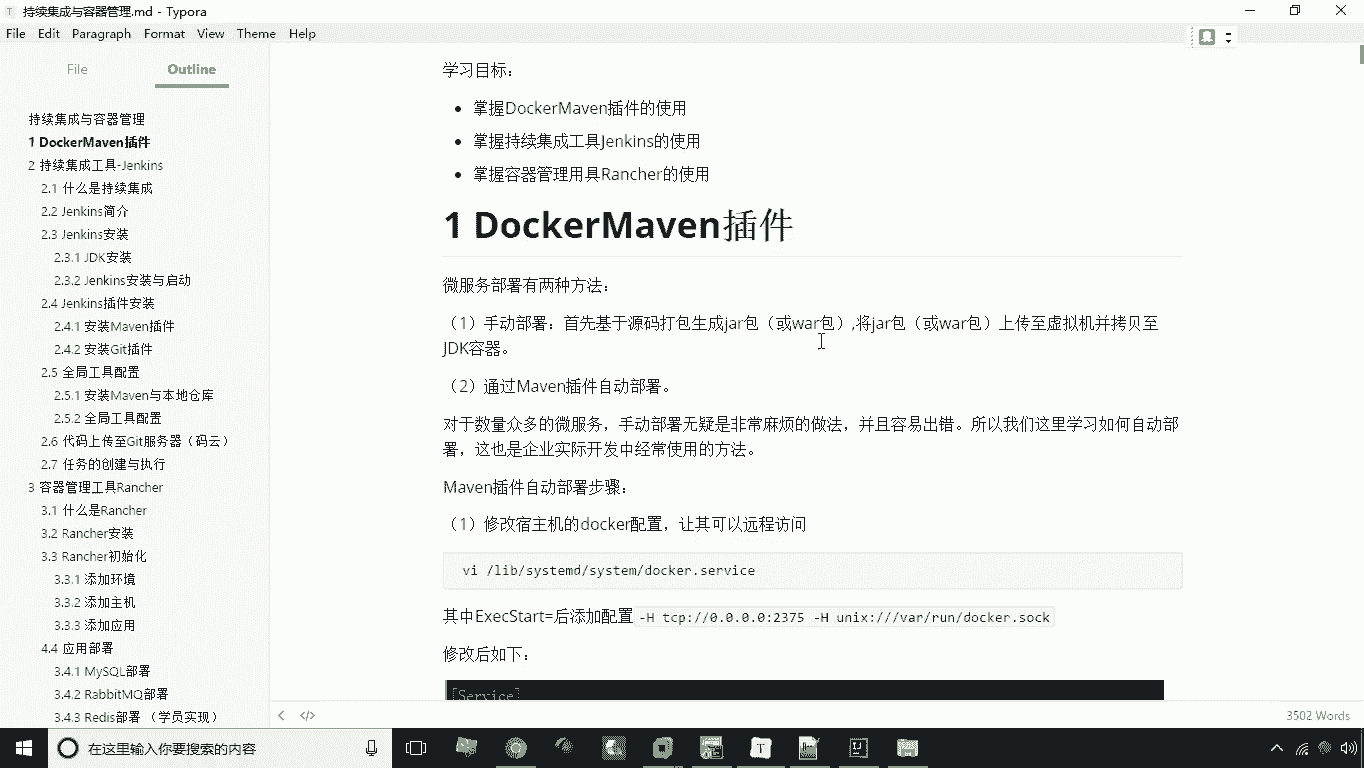 持续集成与容器管理.md - Typora
File Edit Paragraph Format View Theme Help
File Outline
持续集成与容器管理
1 DockerMaven插件
2 持续集成工具-Jenkins
2.1 什么是持续集成
2.2 Jenkins简介
2.3 Jenkins安装
2.3.1 JDK安装
2.3.2 Jenkins安装与启动
2.4 Jenkins插件安装
2.4.1 安装Maven插件
2.4.2 安装Git插件
2.5 全局工具配置
2.5.1 安装Maven与本地仓库
2.5.2 全局工具配置
2.6 代码上传至Git服务器（码云）
2.7 任务的创建与执行
3 容器管理工具Rancher
3.1 什么是Rancher
3.2 Rancher安装
3.3 Rancher初始化
3.3.1 添加环境
3.3.2 添加主机
3.3.3 添加应用
4.4 应用部署
3.4.1 MySQL部署
3.4.2 RabbitMQ部署
3.4.3 Redis部署 （学员实现）
学习目标：
掌握DockerMaven插件的使用
掌握持续集成工具Jenkins的使用
掌握容器管理用具Rancher的使用
1 DockerMaven插件
微服务部署有两种方法：
（1）手动部署：首先基于源码打包生成jar包（或war包）,将jar包（或war包）上传至虚拟机并拷贝至
JDK容器。
（2）通过Maven插件自动部署。
对于数量众多的微服务，手动部署无疑是非常麻烦的做法，并且容易出错。所以我们这里学习如何自动部
署，这也是企业实际开发中经常使用的方法。
Maven插件自动部署步骤：
（1）修改宿主机的docker配置，让其可以远程访问
vi /lib/systemd/system/docker.service
其中ExecStart=后添加配置 -H tcp://0.0.0.0:2375 -H unix:///var/run/docker.sock
修改后如下：
[Service]
3502 Words
在这里输入你要搜索的内容